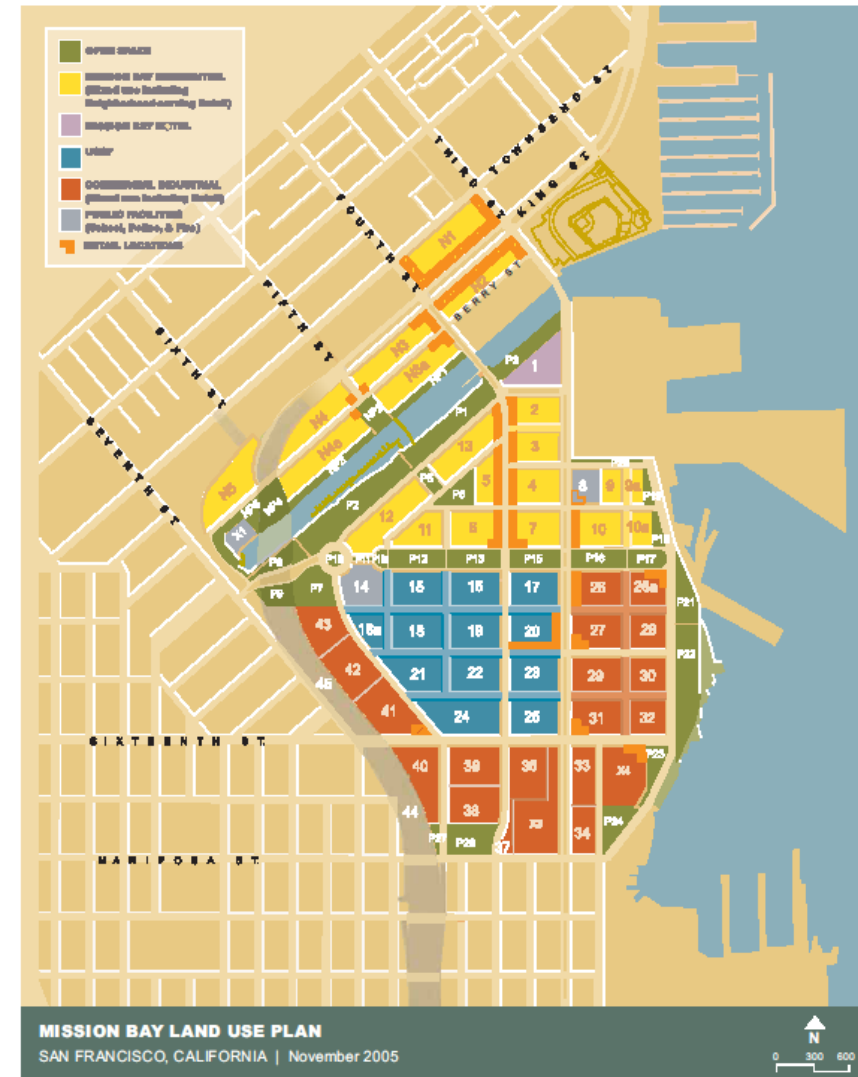 OPEN SPACE
MISSION BAY RESIDENTIAL
(Mixed use including
Neighborhood-serving Retail)
MISSION BAY HOTEL
UCSF
COMMERCIAL INDUSTRIAL
(Mixed use including Retail)
PUBLIC FACILITIES
(School, Police, & Fire)
RETAIL LOCATIONS
TOWNSEND ST.
THIRD ST.
KING ST.
FOURTH ST.
BERRY ST
FIFTH ST.
SIXTH ST.
SEVENTH ST.
N1
N2
N3
N3a
N4
N4a
N5
X1
P3
1
P1
2
3
13
5
4
P5
P6
P2
8
9
9a
12
11
6
7
10
10a
P8
P10
P12
P13
P15
P16
P17
P9
P7
14
15
16
17
26
26a
P21
43
18
19
20
27
28
P22
42
45
21
22
23
29
30
41
24
25
31
32
SIXTEENTH ST.
P23
40
39
36
33
X4
44
38
X3
34
P24
P27
P26
37
MARIPOSA ST.
MISSION BAY LAND USE PLAN
SAN FRANCISCO, CALIFORNIA | November 2005
N
0 300 600